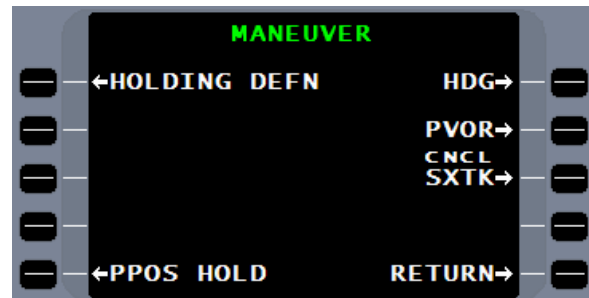 MANEUVER
←HOLDING DEFN HDG→
PVOR→
CNCL
SXTK→
←PPOS HOLD RETURN→